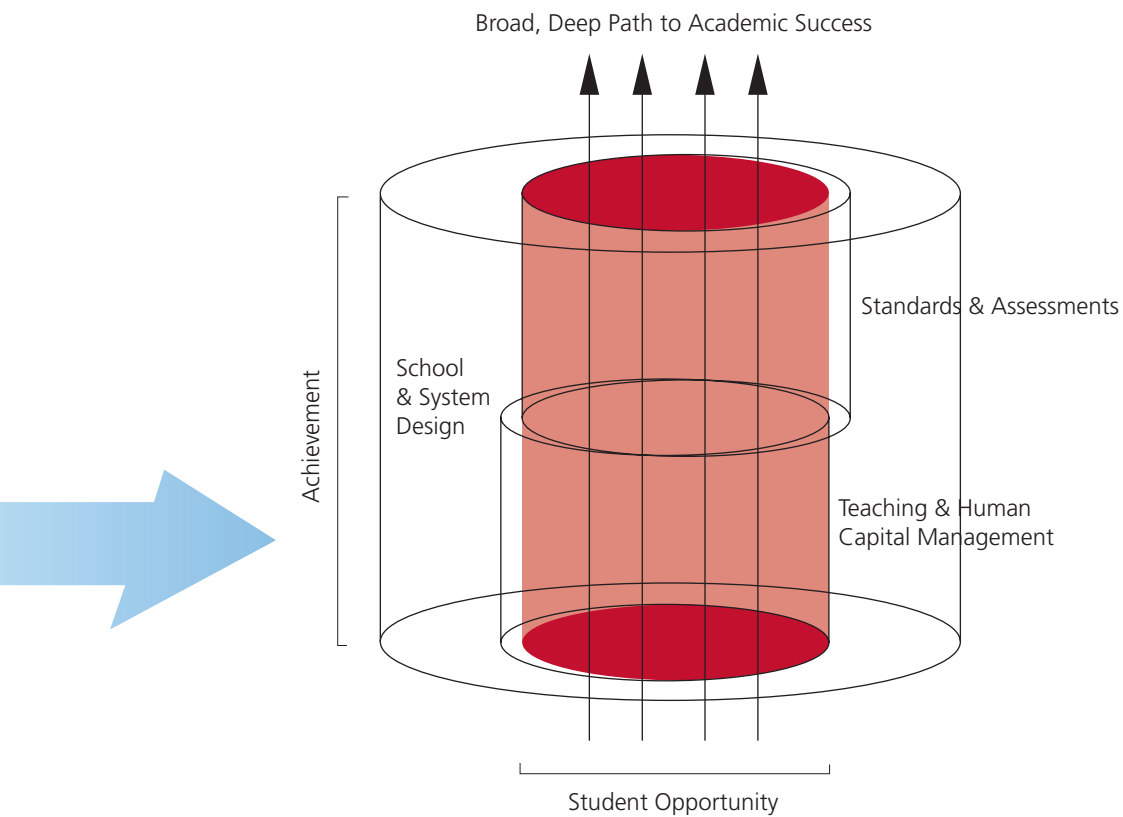 Broad, Deep Path to Academic Success
Standards & Assessments
School
& System
Design
Achievement
Teaching & Human
Capital Management
Student Opportunity